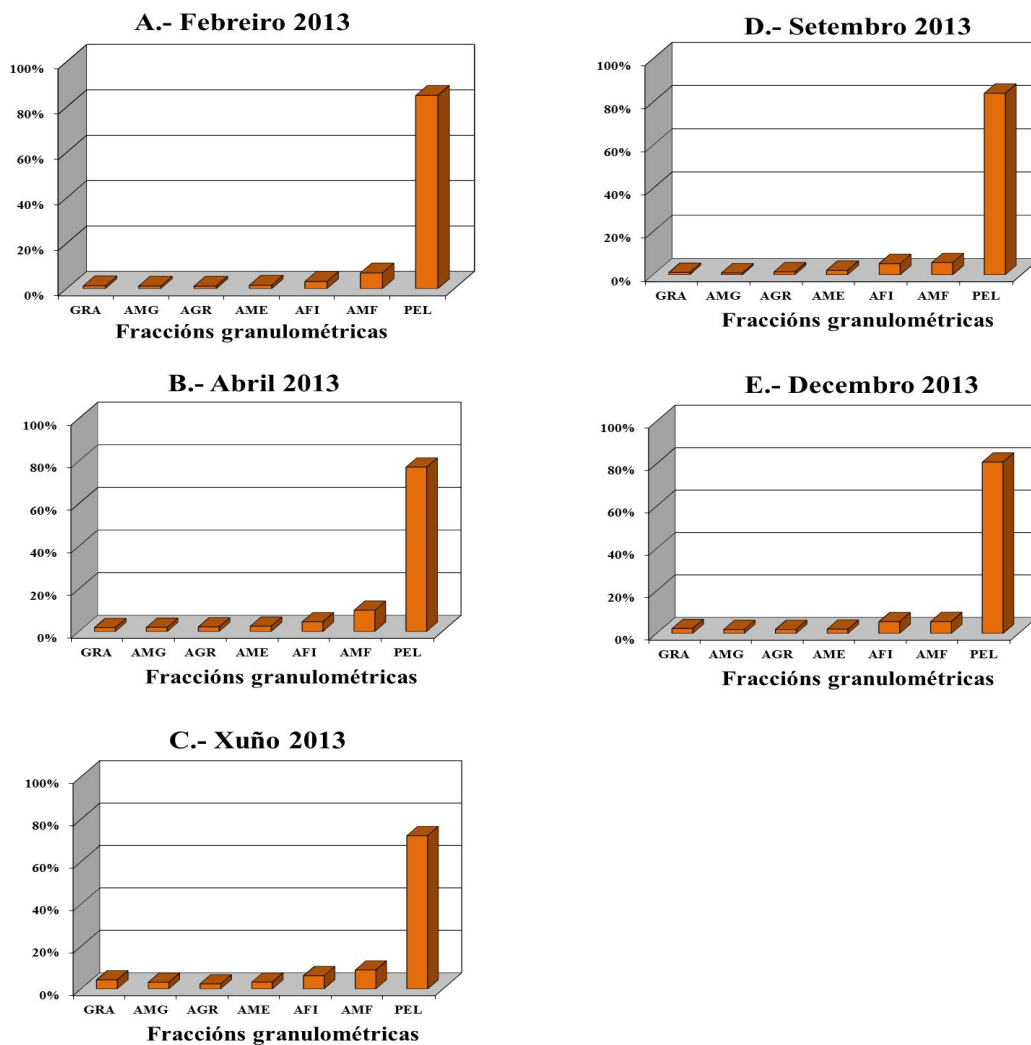 A.- Febreiro 2013
100%
80%
60%
40%
20%
0%
GRA AMG AGR AME AFI AMF PEL
Fraccións granulométricas
B.- Abril 2013
100%
80%
60%
40%
20%
0%
GRA AMG AGR AME AFI AMF PEL
Fraccións granulométricas
C.- Xuño 2013
100%
80%
60%
40%
20%
0%
GRA AMG AGR AME AFI AMF PEL
Fraccións granulométricas
D.- Setembro 2013
100%
80%
60%
40%
20%
0%
GRA AMG AGR AME AFI AMF PEL
Fraccións granulométricas
E.- Decembro 2013
100%
80%
60%
40%
20%
0%
GRA AMG AGR AME AFI AMF PEL
Fraccións granulométricas